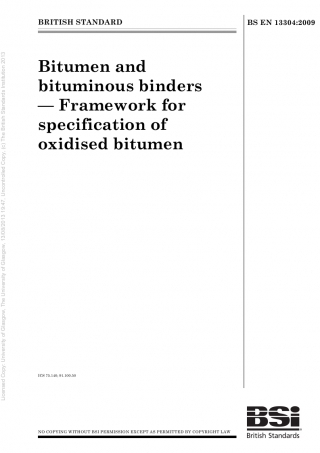 BRITISH STANDARD
BS EN 13304:2009
Bitumen and
bituminous binders
— Framework for
specification of
oxidised bitumen
Licensed Copy: The University of Glasgow, The University of Glasgow, 13/09/2013 13:47, Uncontrolled Copy, (c) The British Standards Institution 2013
ICS 75.140; 91.100.50
NO COPYING WITHOUT BSI PERMISSION EXCEPT AS PERMITTED BY COPYRIGHT LAW
BSi
British Standards